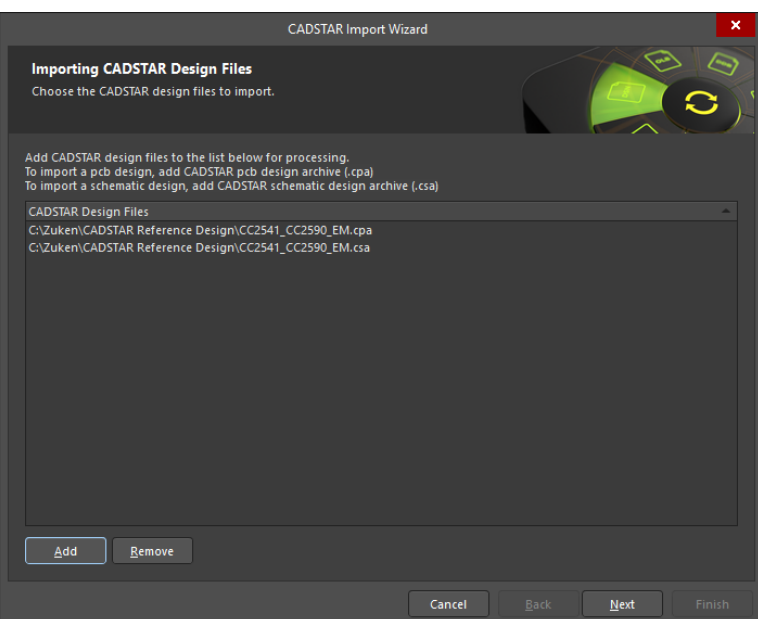 CADSTAR Import Wizard
Importing CADSTAR Design Files
Choose the CADSTAR design files to import.
Add CADSTAR design files to the list below for processing.
To import a pcb design, add CADSTAR pcb design archive (.cpa)
To import a schematic design, add CADSTAR schematic design archive (.csa)
CADSTAR Design Files
C:\Zuken\CADSTAR Reference Design\CC2541_CC2590_EM.cpa
C:\Zuken\CADSTAR Reference Design\CC2541_CC2590_EM.csa
Add Remove
Cancel Back Next Finish